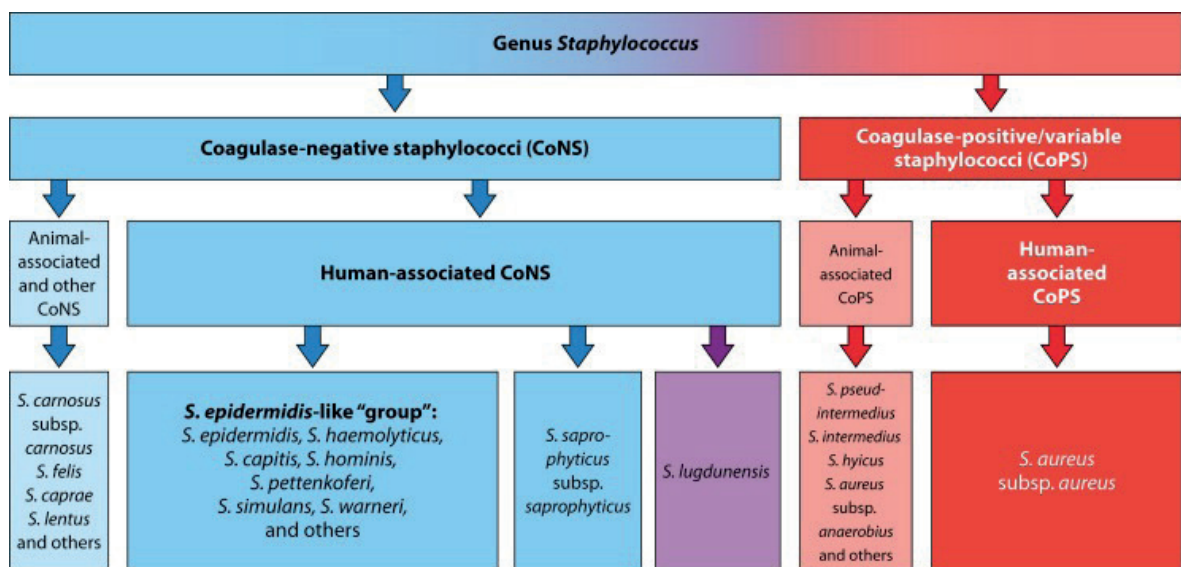 Genus Staphylococcus
Coagulase-negative staphylococci (CoNS)
Coagulase-positive/variable
staphylococci (CoPS)
Animal-
associated
and other
CoNS
Human-associated CoNS
Animal-
associated
CoPS
Human-
associated
CoPS
S. carnosus
subsp.
carnosus
S. felis
S. caprae
S. lentus
and others
S. epidermidis-like “group”:
S. epidermidis, S. haemolyticus,
S. capitis, S. hominis,
S. pettenkoferi,
S. simulans, S. warneri,
and others
S. sapro-
phyticus
subsp.
saprophyticus
S. lugdunensis
S. pseud-
intermedius
S. intermedius
S. hyicus
S. aureus
subsp.
anaerobius
and others
S. aureus
subsp. aureus